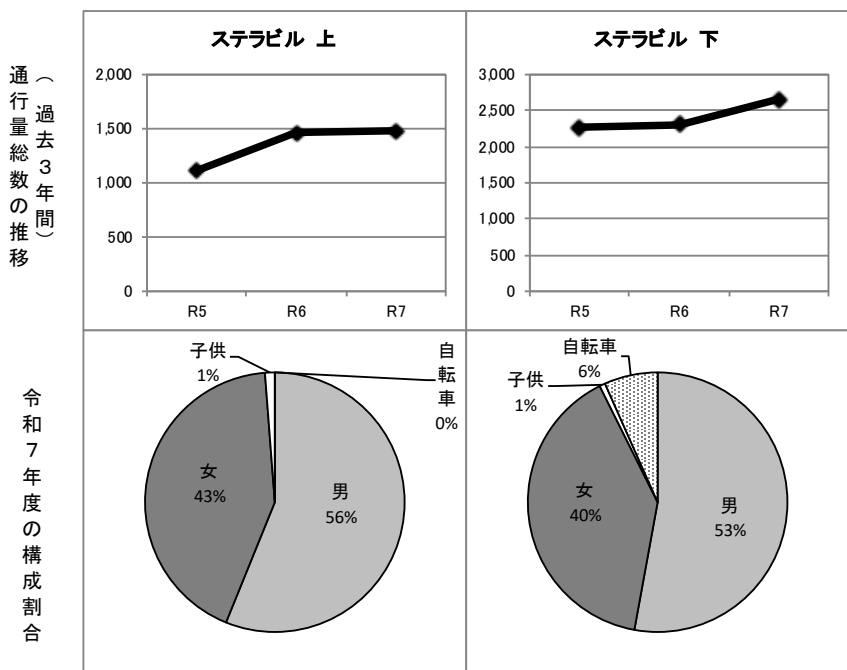 通行量総数の推移
（過去３年間）
ステラビル 上
2,000
1,500
1,000
500
0
R5 R6 R7
ステラビル 下
3,000
2,500
2,000
1,500
1,000
500
0
R5 R6 R7
令和７年度の構成割合
子供
1%
自転車
0%
女
43%
男
56%
自転車
6%
子供
1%
女
40%
男
53%